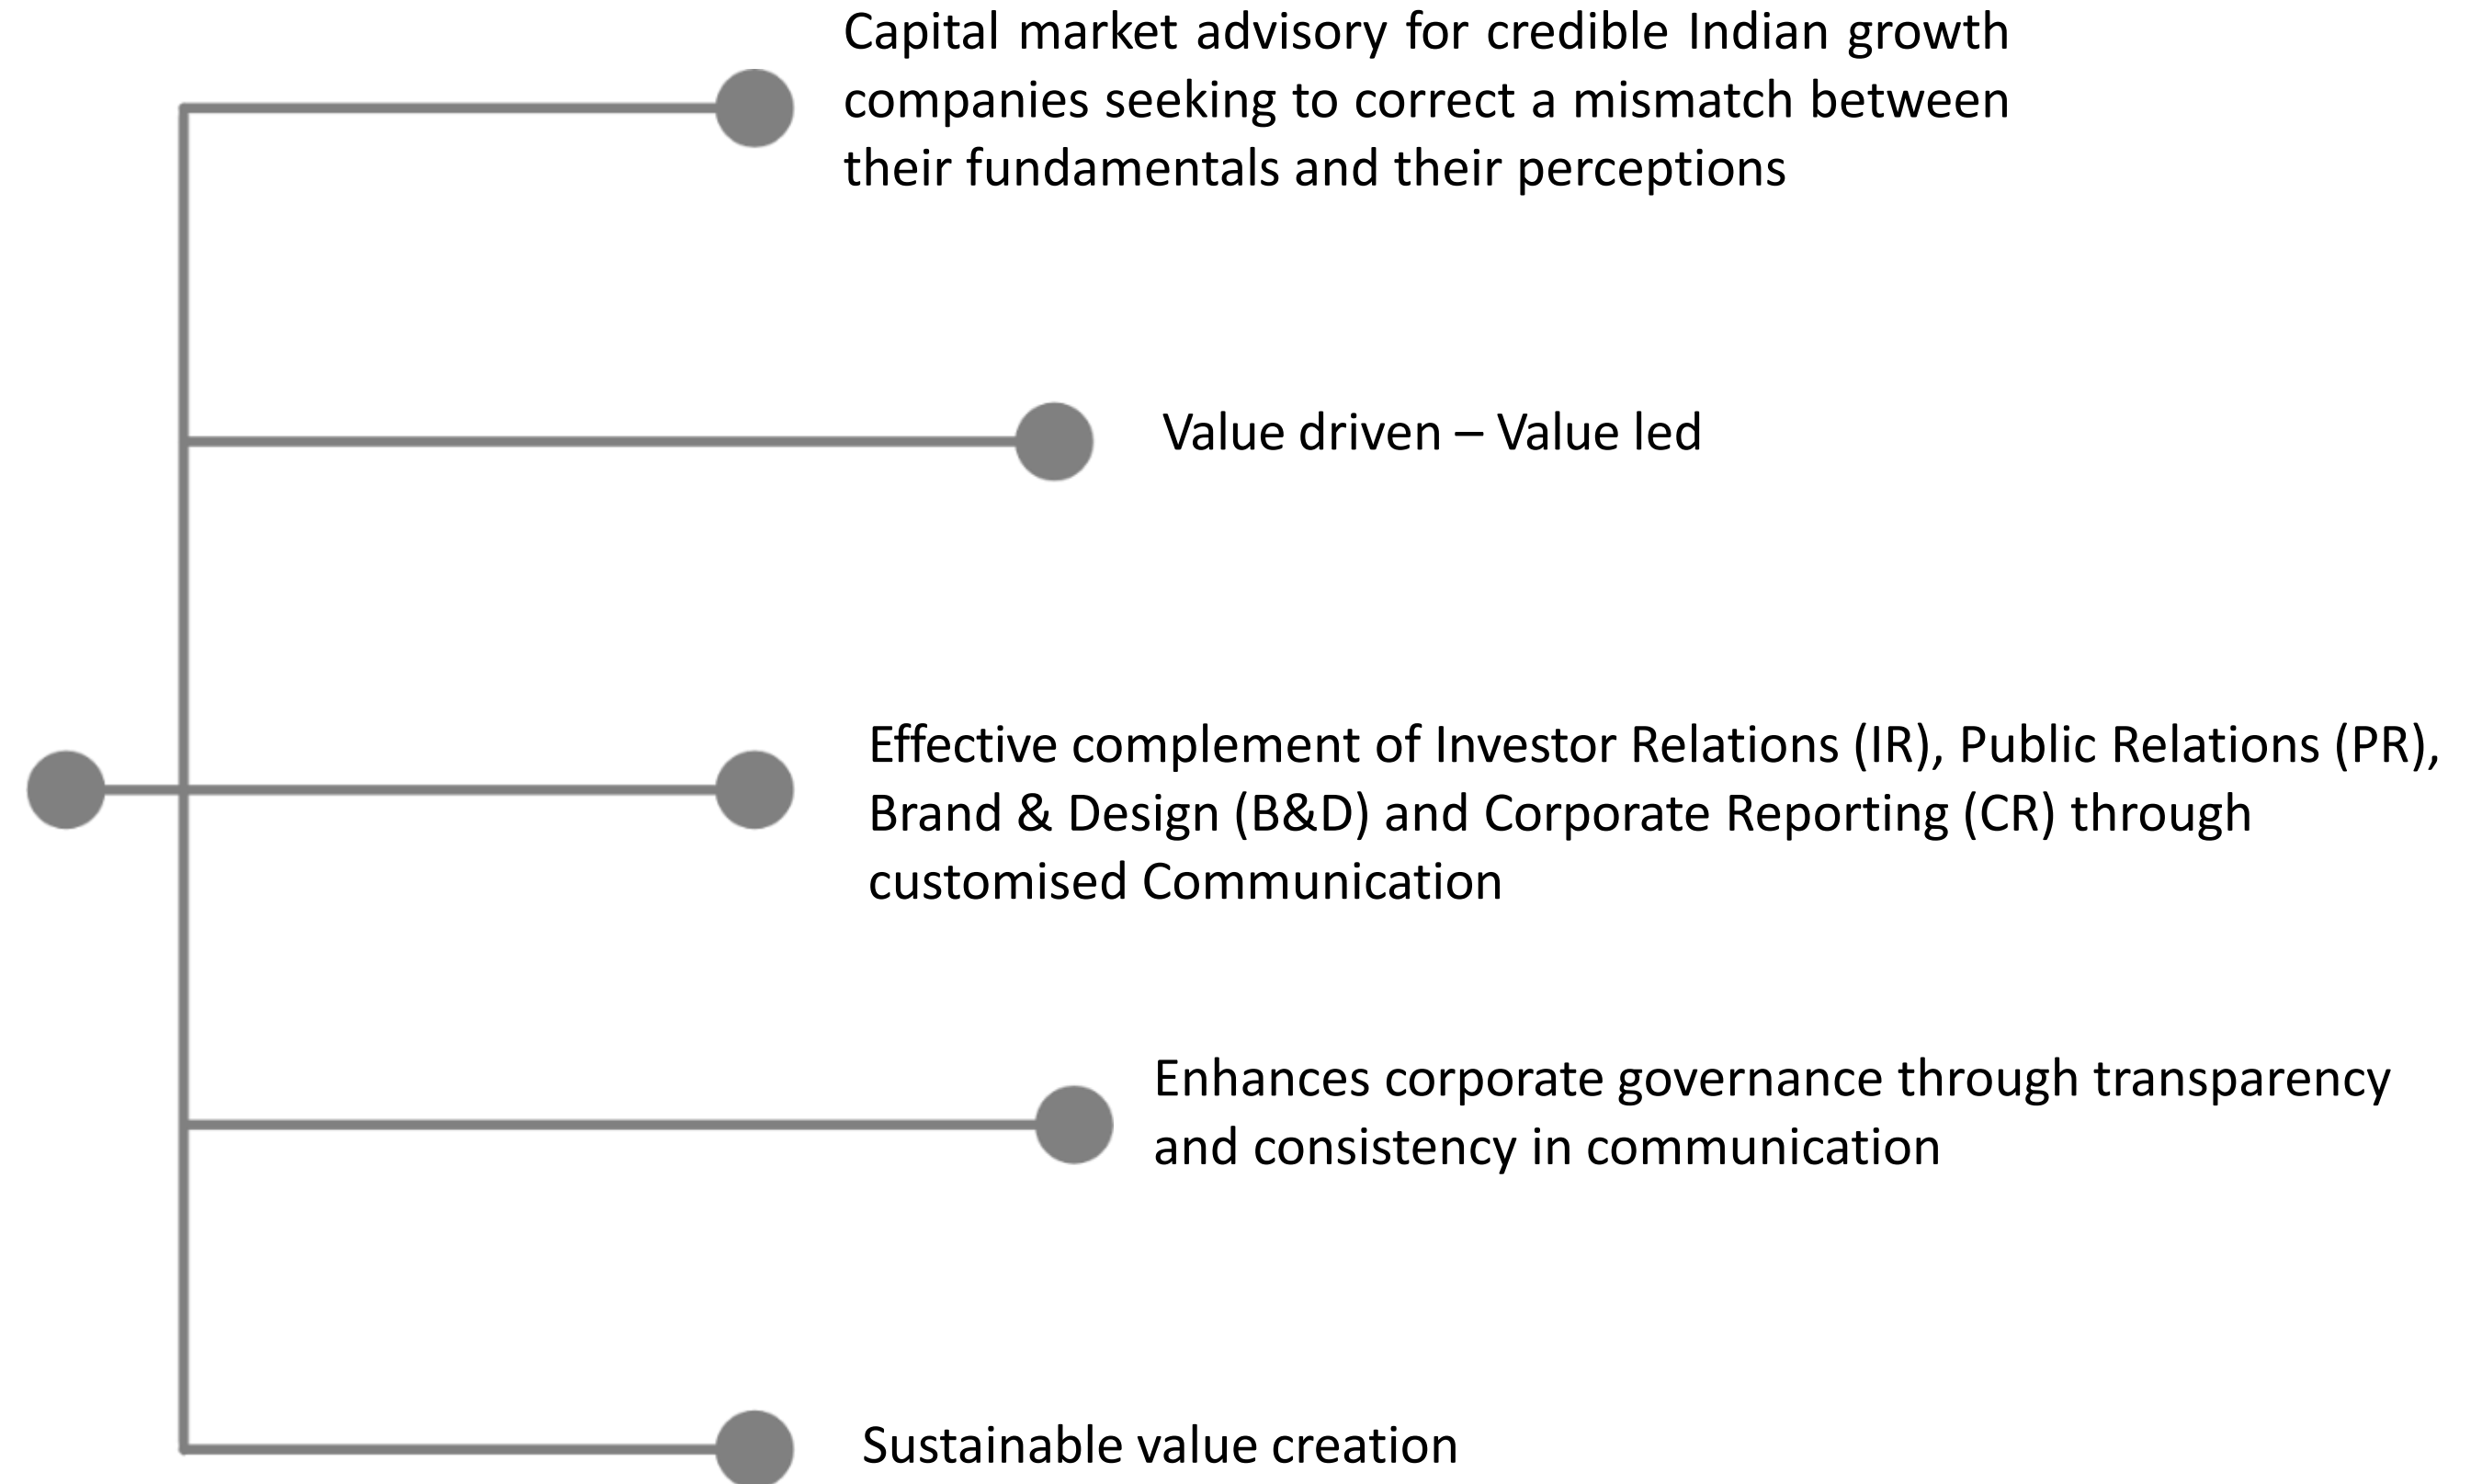 Capital market advisory for credible Indian growth
companies seeking to correct a mismatch between
their fundamentals and their perceptions
Value driven – Value led
Effective complement of Investor Relations (IR), Public Relations (PR),
Brand & Design (B&D) and Corporate Reporting (CR) through
customised Communication
Enhances corporate governance through transparency
and consistency in communication
Sustainable value creation